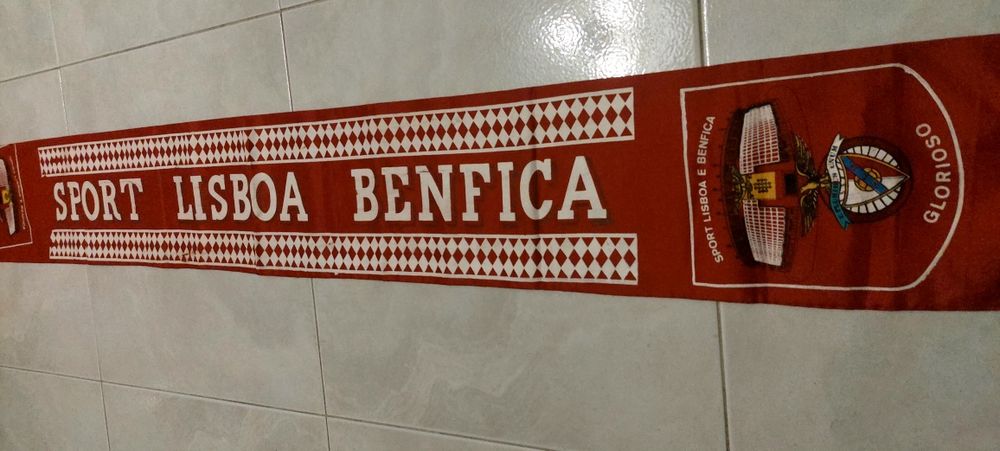 SPORT LISBOA BENFICA
SPORT LISBOA E BENFICA
GLORIOSO